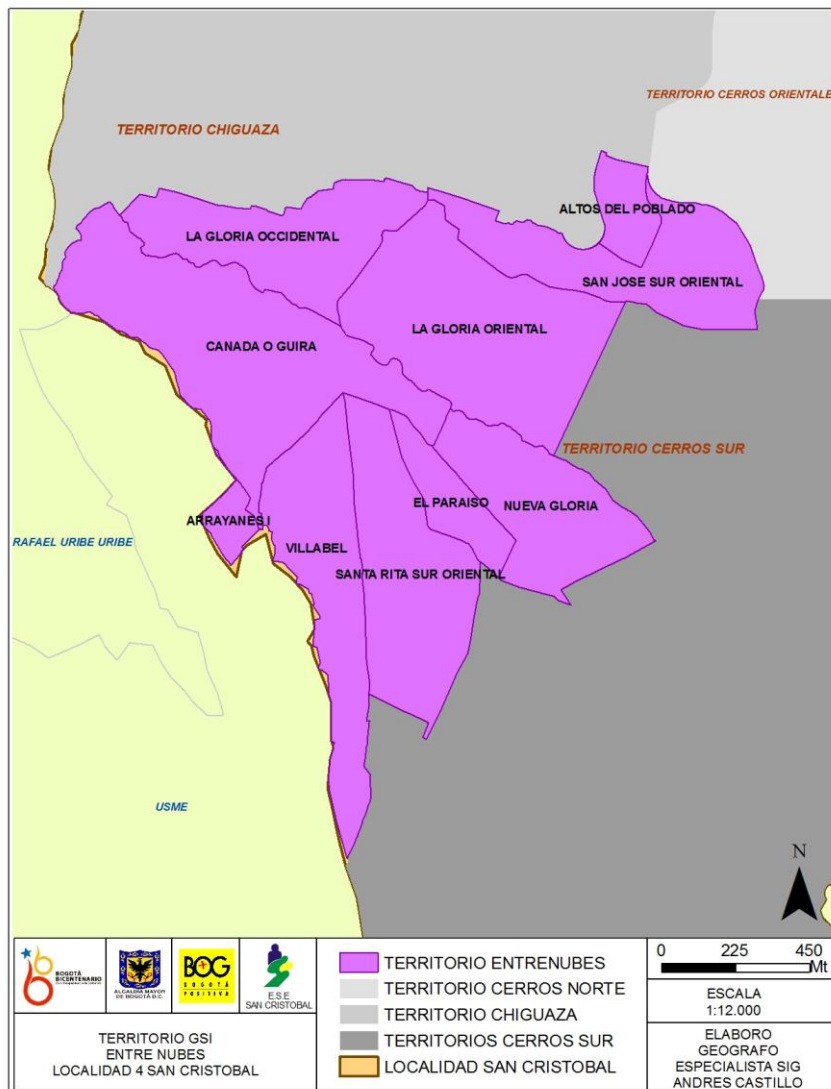 TERRITORIO CERROS ORIENTALE
TERRITORIO CHIGUAZA
ALTOS DEL POBLADO
LA GLORIA OCCIDENTAL
SAN JOSE SUR ORIENTAL
LA GLORIA ORIENTAL
CANADA O GUIRA
TERRITORIO CERROS SUR
EL PARAISO
NUEVA GLORIA
ARRAYANES I
RAFAEL URIBE URIBE
VILLABEL
SANTA RITA SUR ORIENTAL
USME
N
BOGOTÁ
BICENTENARIO
ALCALDIA MAYOR
DE BOGOTÁ D.C.
BOG
BOGOTÁ
POSITIVA
E.S.E
SAN CRISTOBAL
TERRITORIO GSI
ENTRE NUBES
LOCALIDAD 4 SAN CRISTOBAL
TERRITORIO ENTRENUBES
TERRITORIO CERROS NORTE
TERRITORIO CHIGUAZA
TERRITORIOS CERROS SUR
LOCALIDAD SAN CRISTOBAL
0 225 450
Mt
ESCALA
1:12.000
ELABORO
GEOGRAFO
ESPECIALISTA SIG
ANDRES CASTILLO